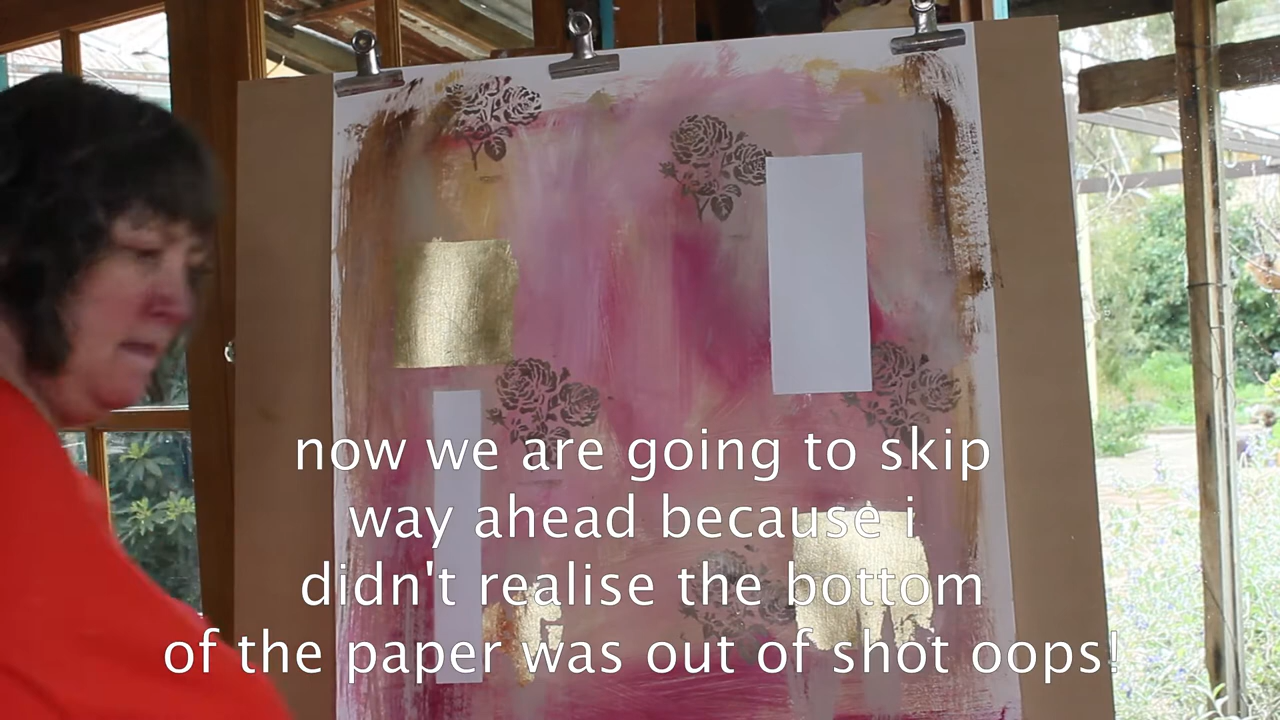 now we are going to skip
way ahead because i
didn't realise the bottom
of the paper was out of shot oops!